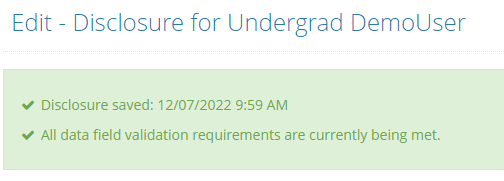 Edit - Disclosure for Undergrad DemoUser
Disclosure saved: 12/07/2022 9:59 AM
All data field validation requirements are currently being met.